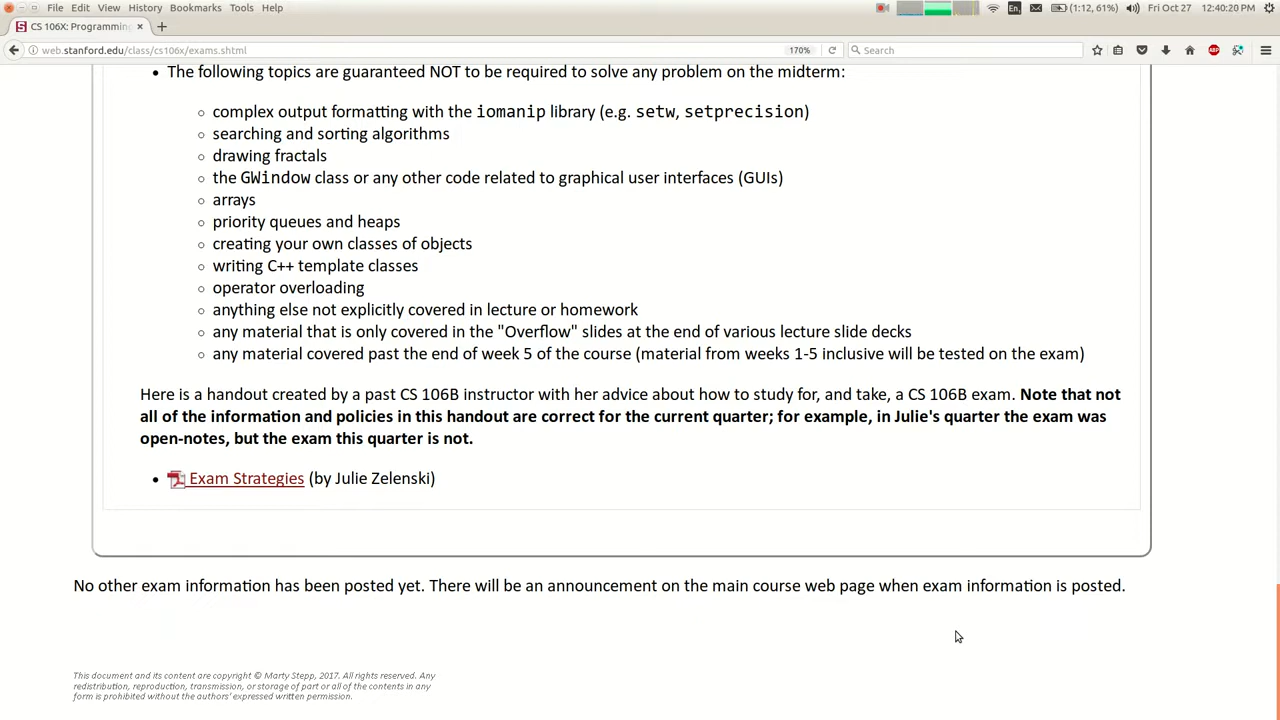 File Edit View History Bookmarks Tools Help
En (1:12, 61%) Fri Oct 27 12:40:20 PM
S CS 106X: Programming × +
web.stanford.edu/class/cs106x/exams.shtml 170% Search ABP
• The following topics are guaranteed NOT to be required to solve any problem on the midterm:
○ complex output formatting with the iomanip library (e.g. setw, setprecision)
○ searching and sorting algorithms
○ drawing fractals
○ the GWindow class or any other code related to graphical user interfaces (GUIs)
○ arrays
○ priority queues and heaps
○ creating your own classes of objects
○ writing C++ template classes
○ operator overloading
○ anything else not explicitly covered in lecture or homework
○ any material that is only covered in the "Overflow" slides at the end of various lecture slide decks
○ any material covered past the end of week 5 of the course (material from weeks 1-5 inclusive will be tested on the exam)
Here is a handout created by a past CS 106B instructor with her advice about how to study for, and take, a CS 106B exam. Note that not
all of the information and policies in this handout are correct for the current quarter; for example, in Julie's quarter the exam was
open-notes, but the exam this quarter is not.
• Exam Strategies (by Julie Zelenski)
No other exam information has been posted yet. There will be an announcement on the main course web page when exam information is posted.
This document and its content are copyright © Marty Stepp, 2017. All rights reserved. Any
redistribution, reproduction, transmission, or storage of part or all of the contents in any
form is prohibited without the authors' expressed written permission.